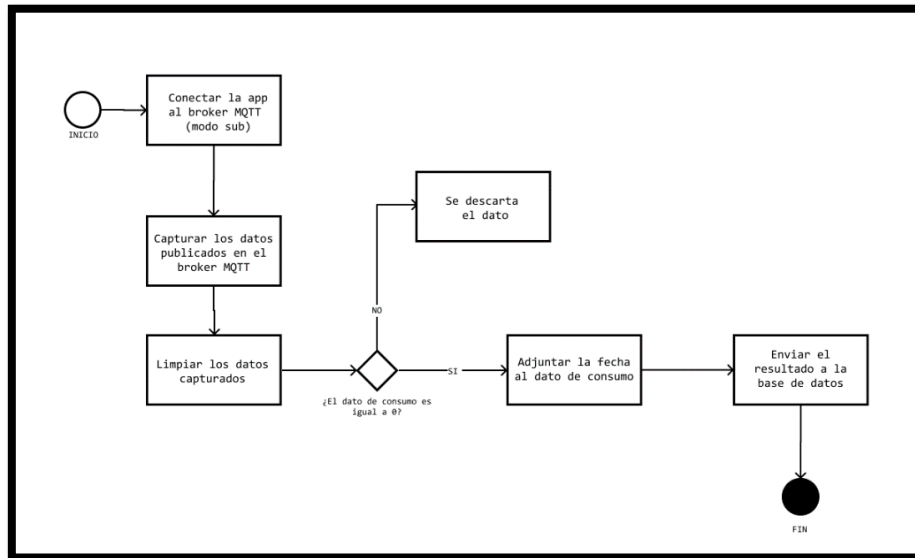 INICIO
Conectar la app
al broker MQTT
(modo sub)
Capturar los datos
publicados en el
broker MQTT
Limpiar los datos
capturados
¿El dato de consumo es
igual a 0?
NO
Se descarta
el dato
SI
Adjuntar la fecha
al dato de consumo
Enviar el
resultado a la
base de datos
FIN